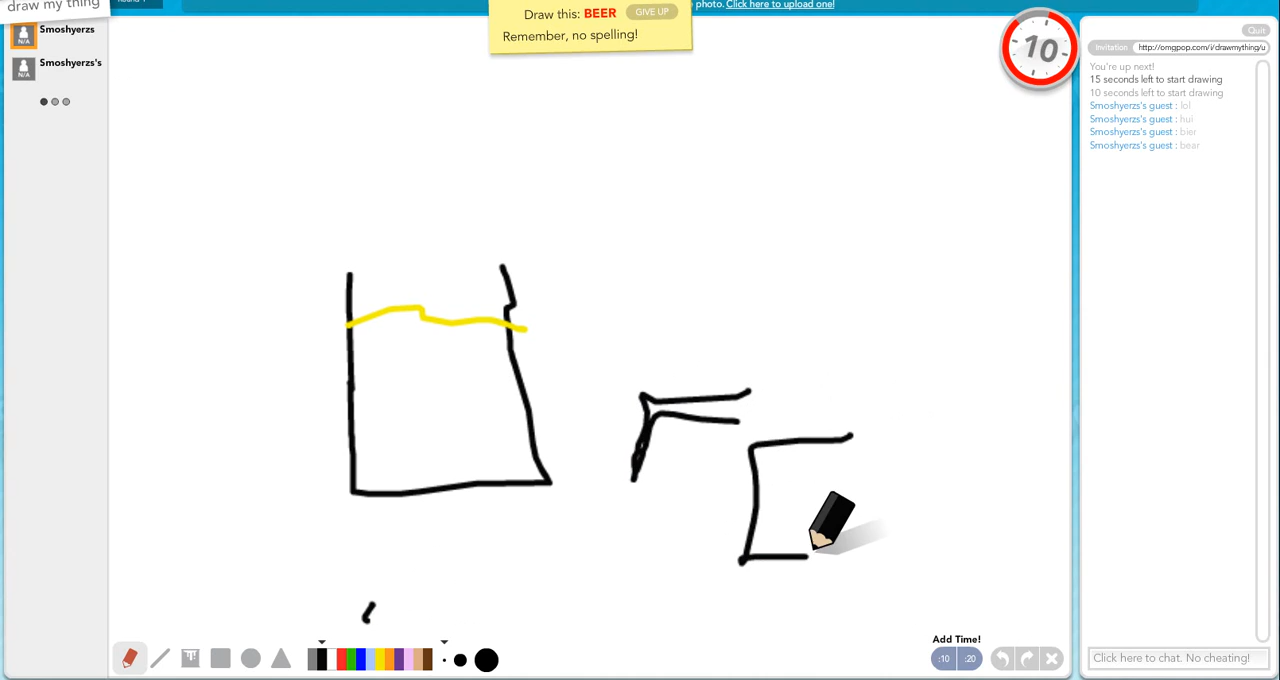 draw my thing
photo. Click here to upload one!
Draw this: BEER GIVE UP
Remember, no spelling!
10
Smoshyerzs
N/A
Smoshyerzs's
N/A
Quit
Invitation http://omgpop.com/i/drawmything/u
You're up next!
15 seconds left to start drawing
10 seconds left to start drawing
Smoshyerzs's guest : lol
Smoshyerzs's guest : hui
Smoshyerzs's guest : bier
Smoshyerzs's guest : bear
Add Time!
:10 :20
Click here to chat. No cheating!